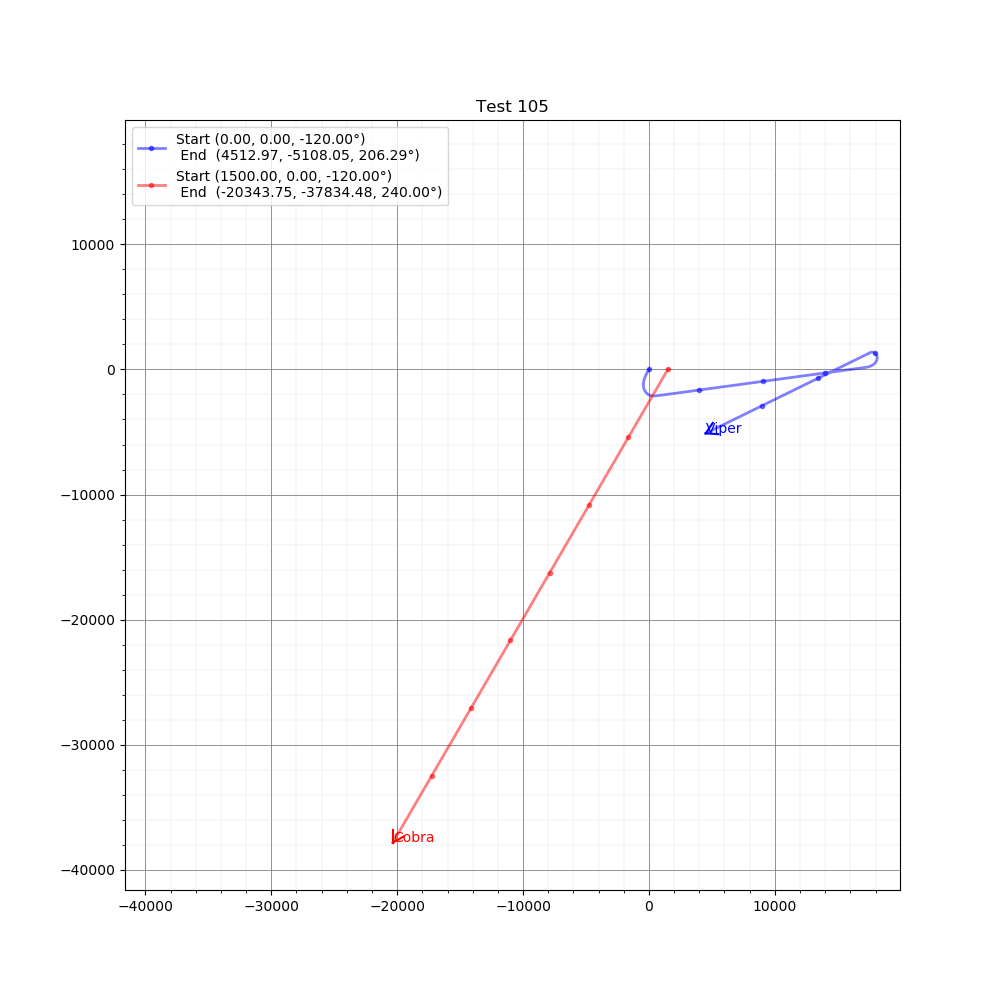 Test 105
Start (0.00, 0.00, -120.00°)
End  (4512.97, -5108.05, 206.29°)
Start (1500.00, 0.00, -120.00°)
End  (-20343.75, -37834.48, 240.00°)
10000
0
−10000
−20000
−30000
−40000
Viper
Cobra
−40000
−30000
−20000
−10000
0
10000